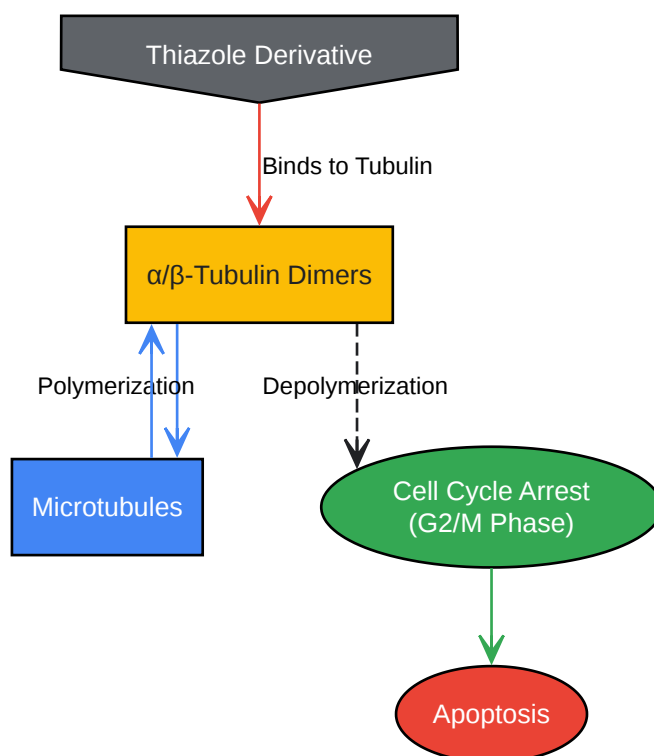 Thiazole Derivative
Binds to Tubulin
α/β-Tubulin Dimers
Polymerization
Depolymerization
Microtubules
Cell Cycle Arrest
(G2/M Phase)
Apoptosis